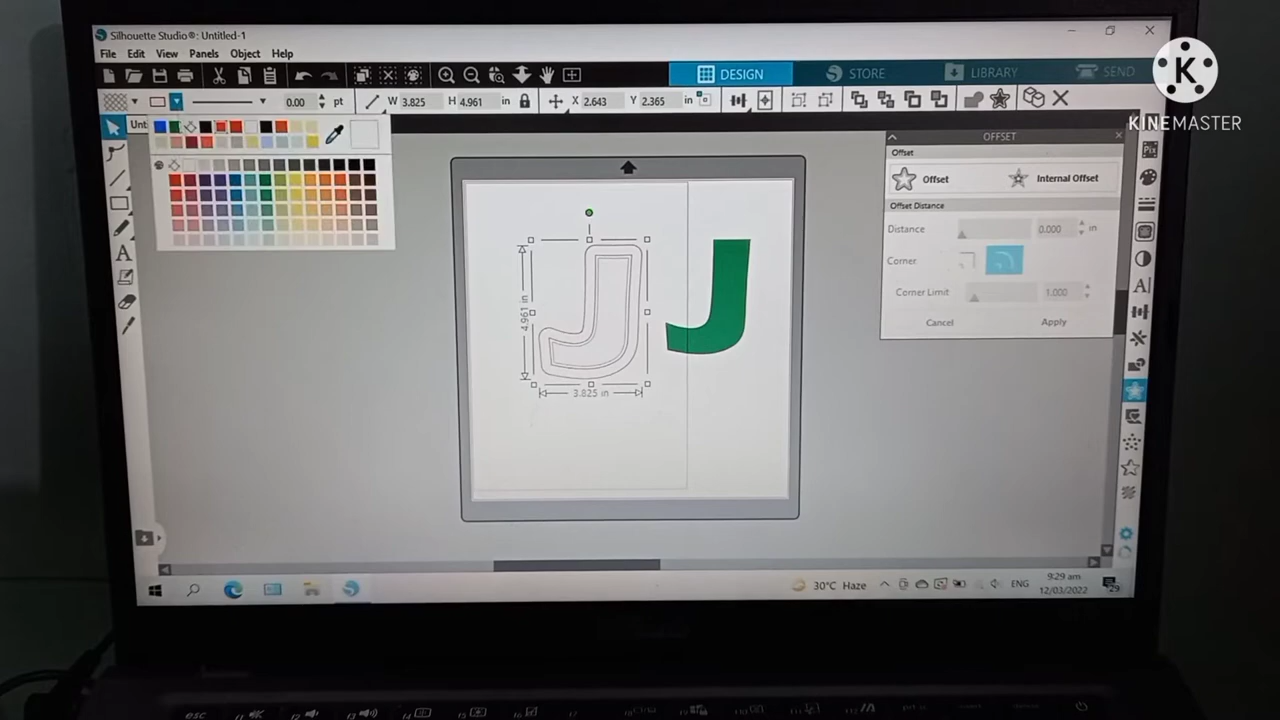 Silhouette Studio®: Untitled-1
File Edit View Panels Object Help
DESIGN STORE LIBRARY SEND
K
KINEMASTER
0.00 pt W 3.825 H 4.961 in X 2.643 Y 2.365 in
OFFSET
Offset
Offset Internal Offset
Offset Distance
Distance 0.000 in
Corner
Corner Limit 1.000
Cancel Apply
J J
4.961 in
3.825 in
Pix
A
A
30°C Haze ENG 9:29 am
12/03/2022
esc